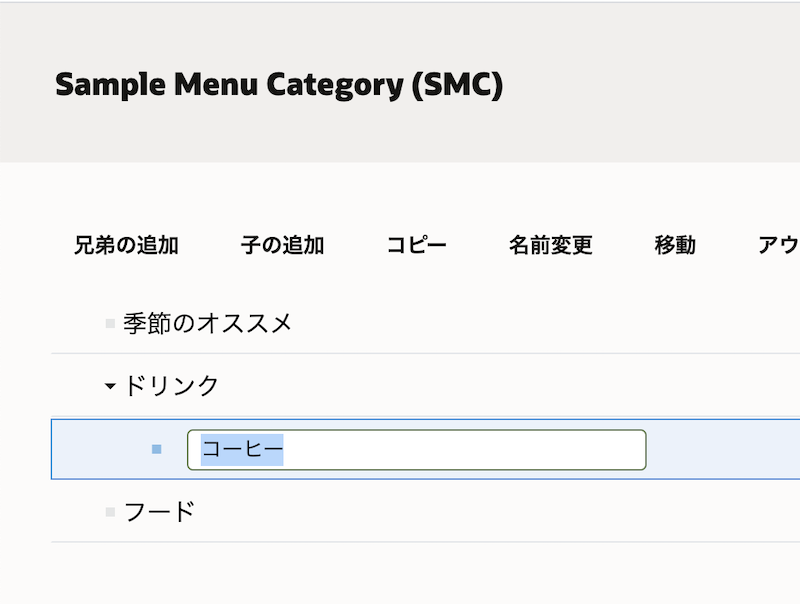 Sample Menu Category (SMC)
兄弟の追加 子の追加 コピー 名前変更 移動 アウ
季節のオススメ
ドリンク
コーヒー
フード